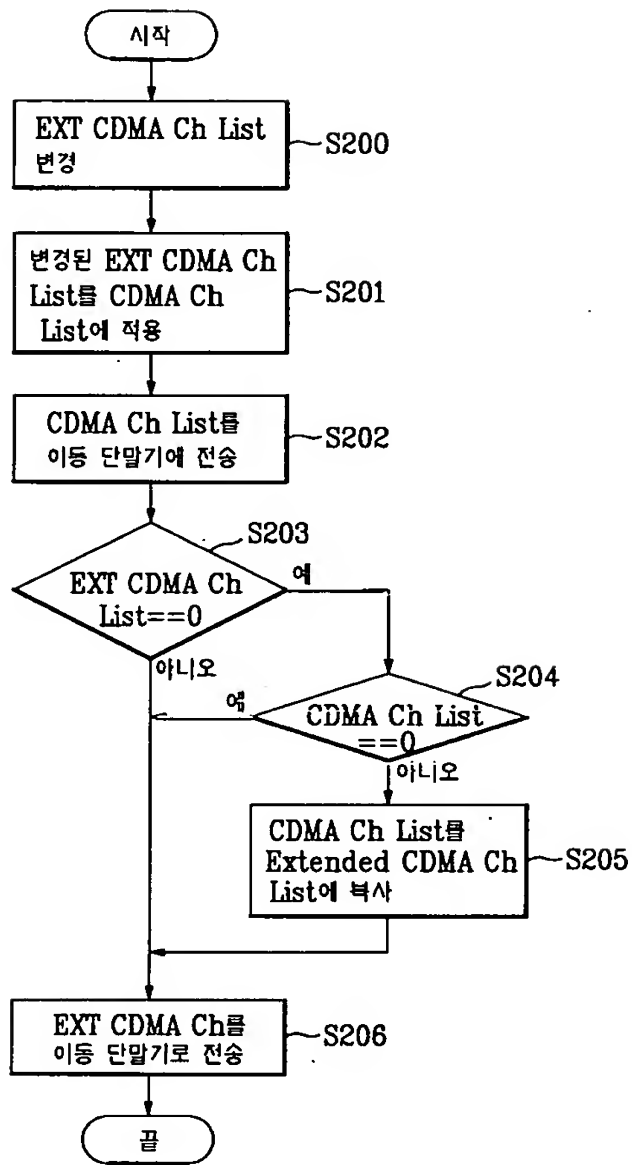 시작
EXT CDMA Ch List
변경
S200
변경된 EXT CDMA Ch
List를 CDMA Ch
List에 적용
S201
CDMA Ch List를
이동 단말기에 전송
S202
S203
EXT CDMA Ch
List==0
예
아니오
S204
CDMA Ch List
==0
예
아니오
CDMA Ch List를
Extended CDMA Ch
List에 복사
S205
EXT CDMA Ch를
이동 단말기로 전송
S206
끝